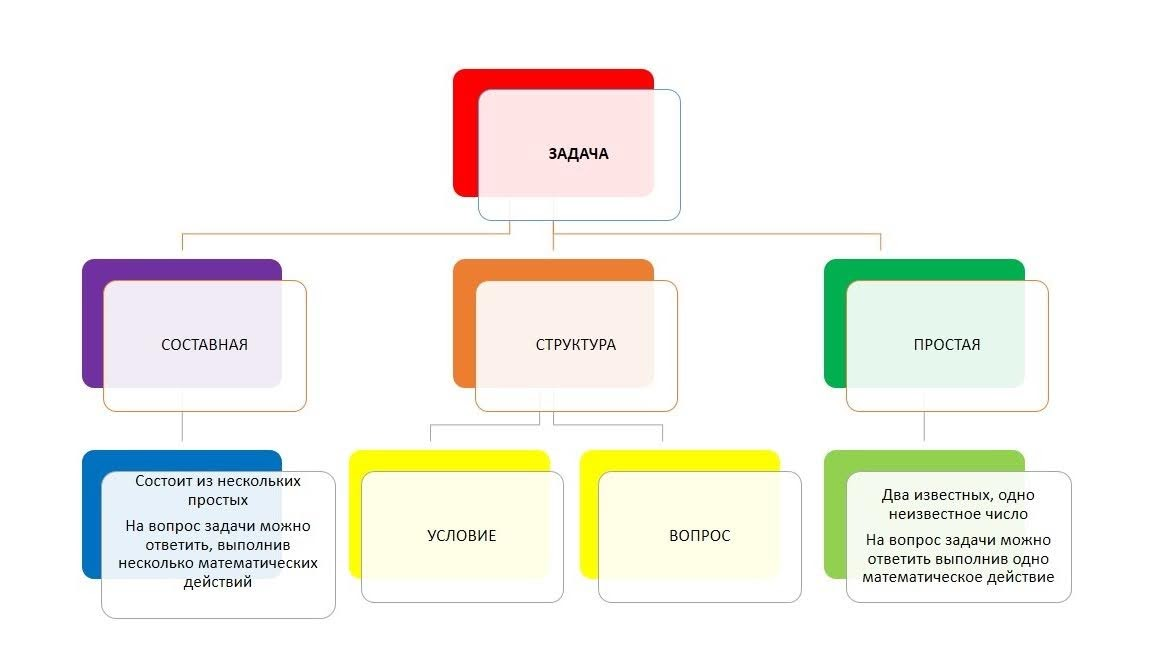 ЗАДАЧА
СОСТАВНАЯ
СТРУКТУРА
ПРОСТАЯ
Состоит из нескольких
простых
На вопрос задачи можно
ответить, выполнив
несколько математических
действий
УСЛОВИЕ
ВОПРОС
Два известных, одно
неизвестное число
На вопрос задачи можно
ответить выполнив одно
математическое действие